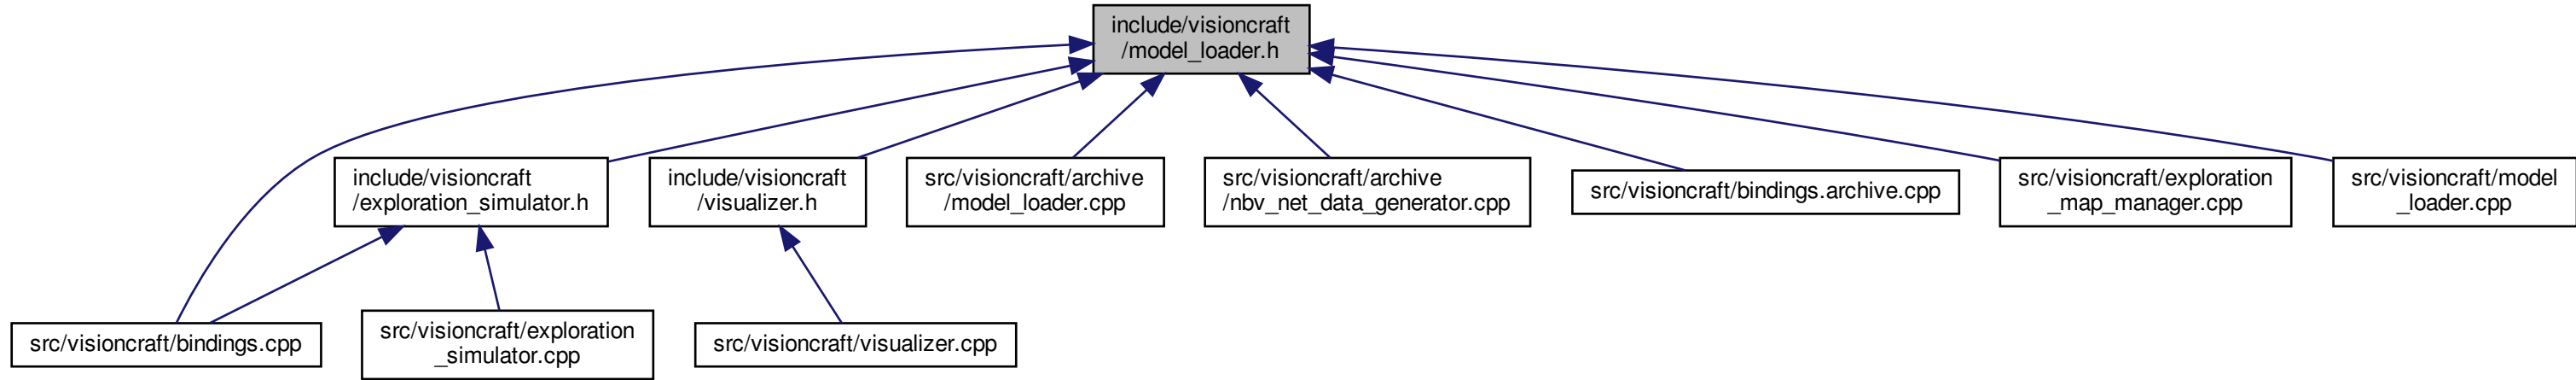 include/visioncraft
/model_loader.h
include/visioncraft
/exploration_simulator.h
include/visioncraft
/visualizer.h
src/visioncraft/archive
/model_loader.cpp
src/visioncraft/archive
/nbv_net_data_generator.cpp
src/visioncraft/bindings.archive.cpp
src/visioncraft/exploration
_map_manager.cpp
src/visioncraft/model
_loader.cpp
src/visioncraft/bindings.cpp
src/visioncraft/exploration
_simulator.cpp
src/visioncraft/visualizer.cpp